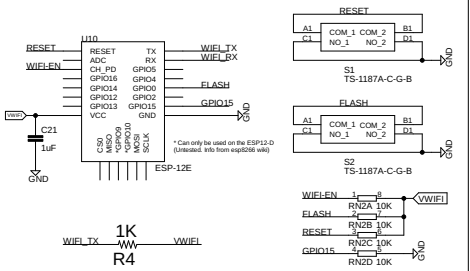 U10
RESET
WIFI-EN
RESET
ADC
CH_PD
GPIO16
GPIO14
GPIO12
GPIO13
VCC
TX
RX
GPIO5
GPIO4
GPIO0
GPIO2
GPIO15
GND
WIFI_TX
WIFI_RX
FLASH
GPIO15
GND
VWIFI
C21
1uF
GND
CS0
MISO
*GPIO9
*GPIO10
MOSI
SCLK
* Can only be used on the ESP12-D
(Untested. Info from esp8266 wiki)
ESP-12E
WIFI_TX
1K
R4
VWIFI
RESET
A1 COM_1 COM_2 B1
C1 NO_1 NO_2 D1
GND
S1
TS-1187A-C-G-B
FLASH
A1 COM_1 COM_2 B1
C1 NO_1 NO_2 D1
GND
S2
TS-1187A-C-G-B
WIFI-EN 1 8 VWIFI
RN2A 10K
FLASH 2 7
RN2B 10K
RESET 3 6
RN2C 10K
GPIO15 4 5 GND
RN2D 10K